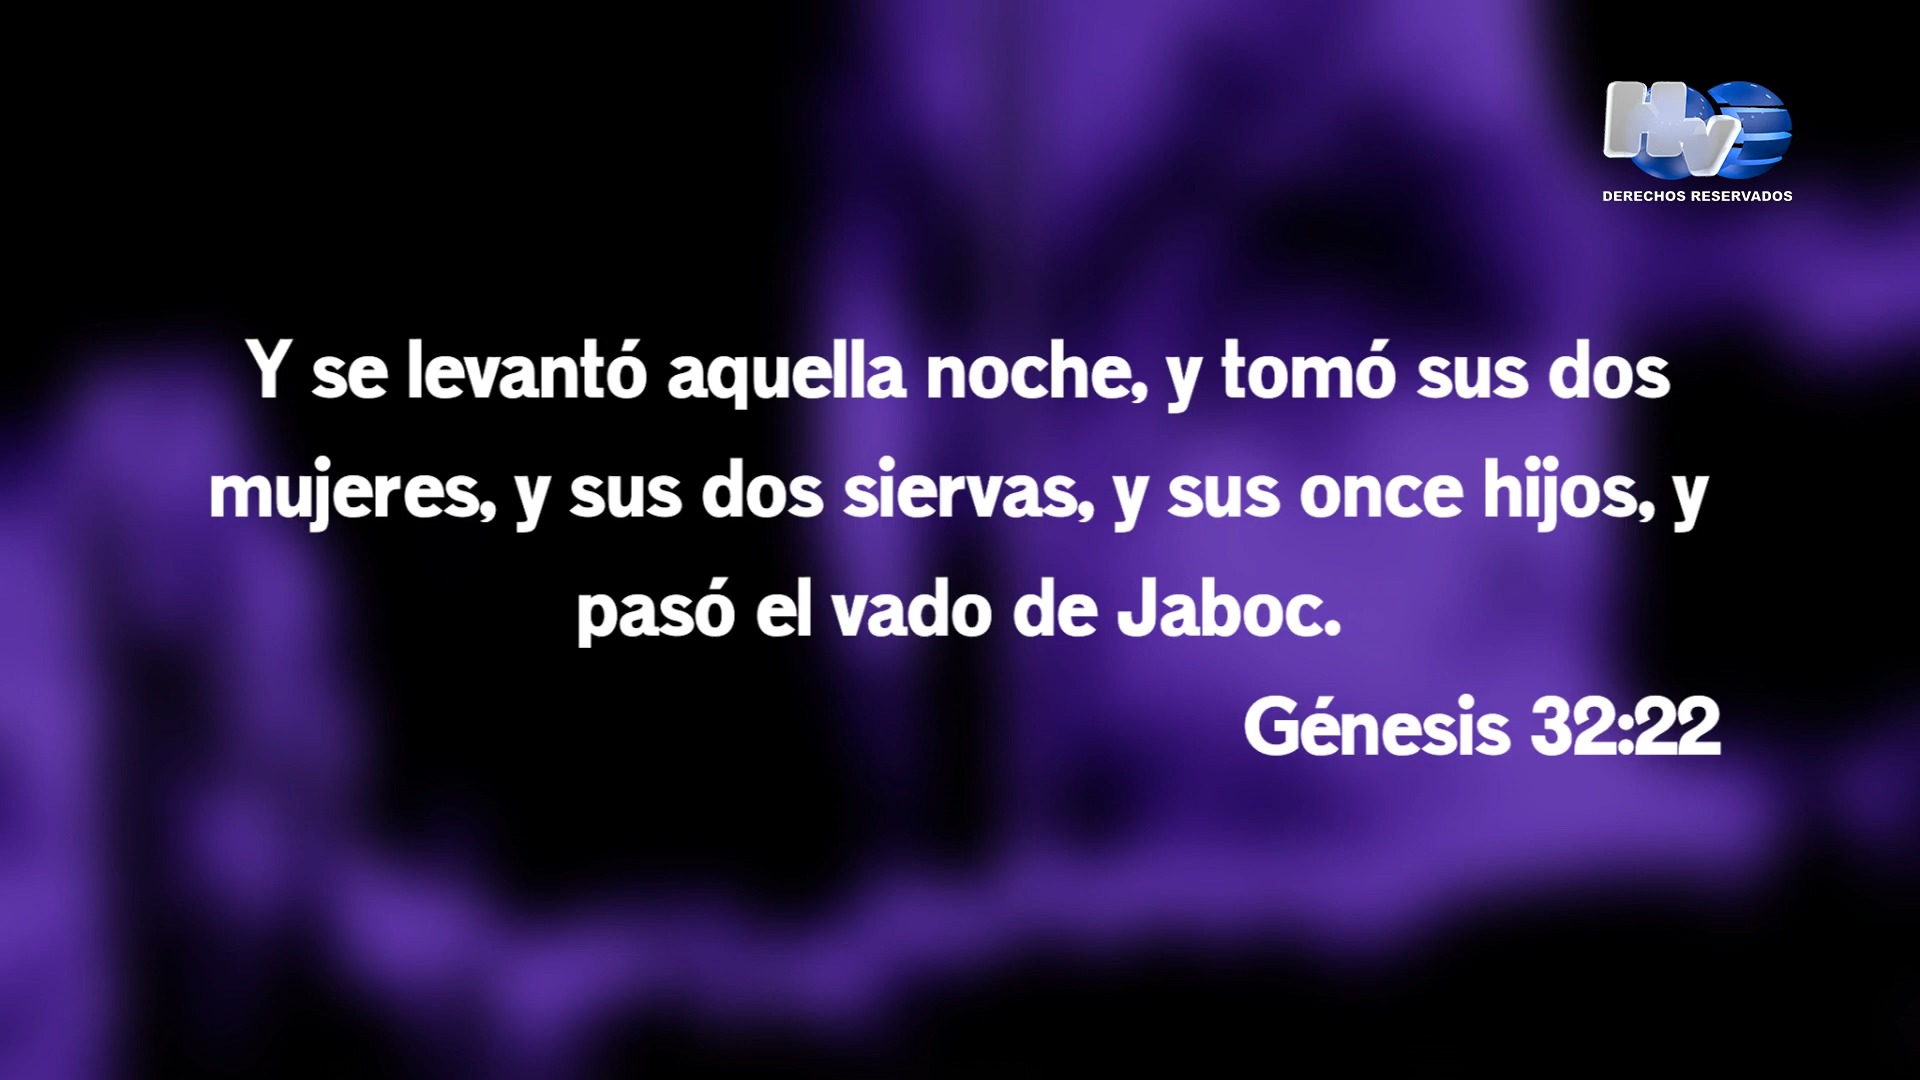 HV
DERECHOS RESERVADOS
Y se levantó aquella noche, y tomó sus dos
mujeres, y sus dos siervas, y sus once hijos, y
pasó el vado de Jaboc.
Génesis 32:22